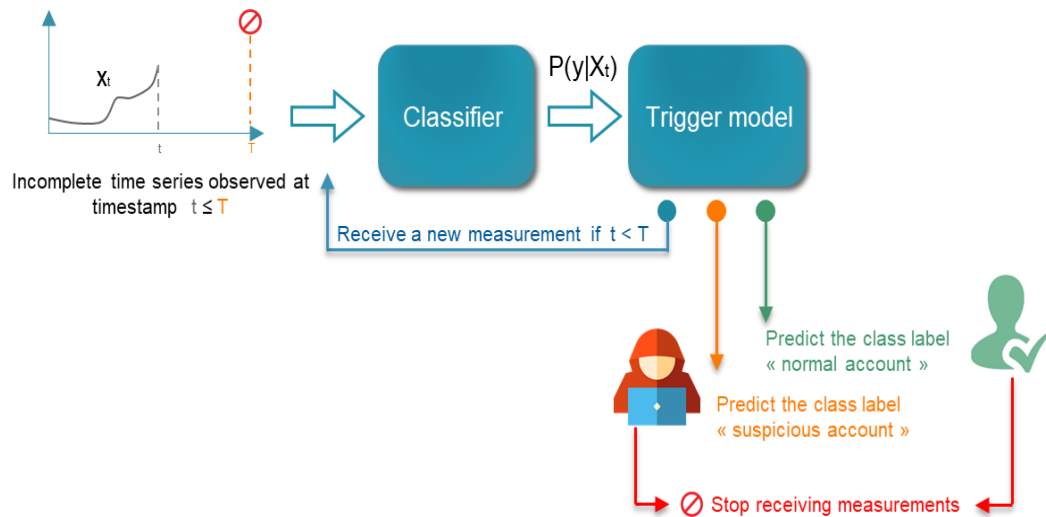 Xt
t
T
Incomplete time series observed at
timestamp t ≤ T
Classifier
P(y|Xt)
Trigger model
Receive a new measurement if t < T
Predict the class label
« normal account »
Predict the class label
« suspicious account »
Stop receiving measurements